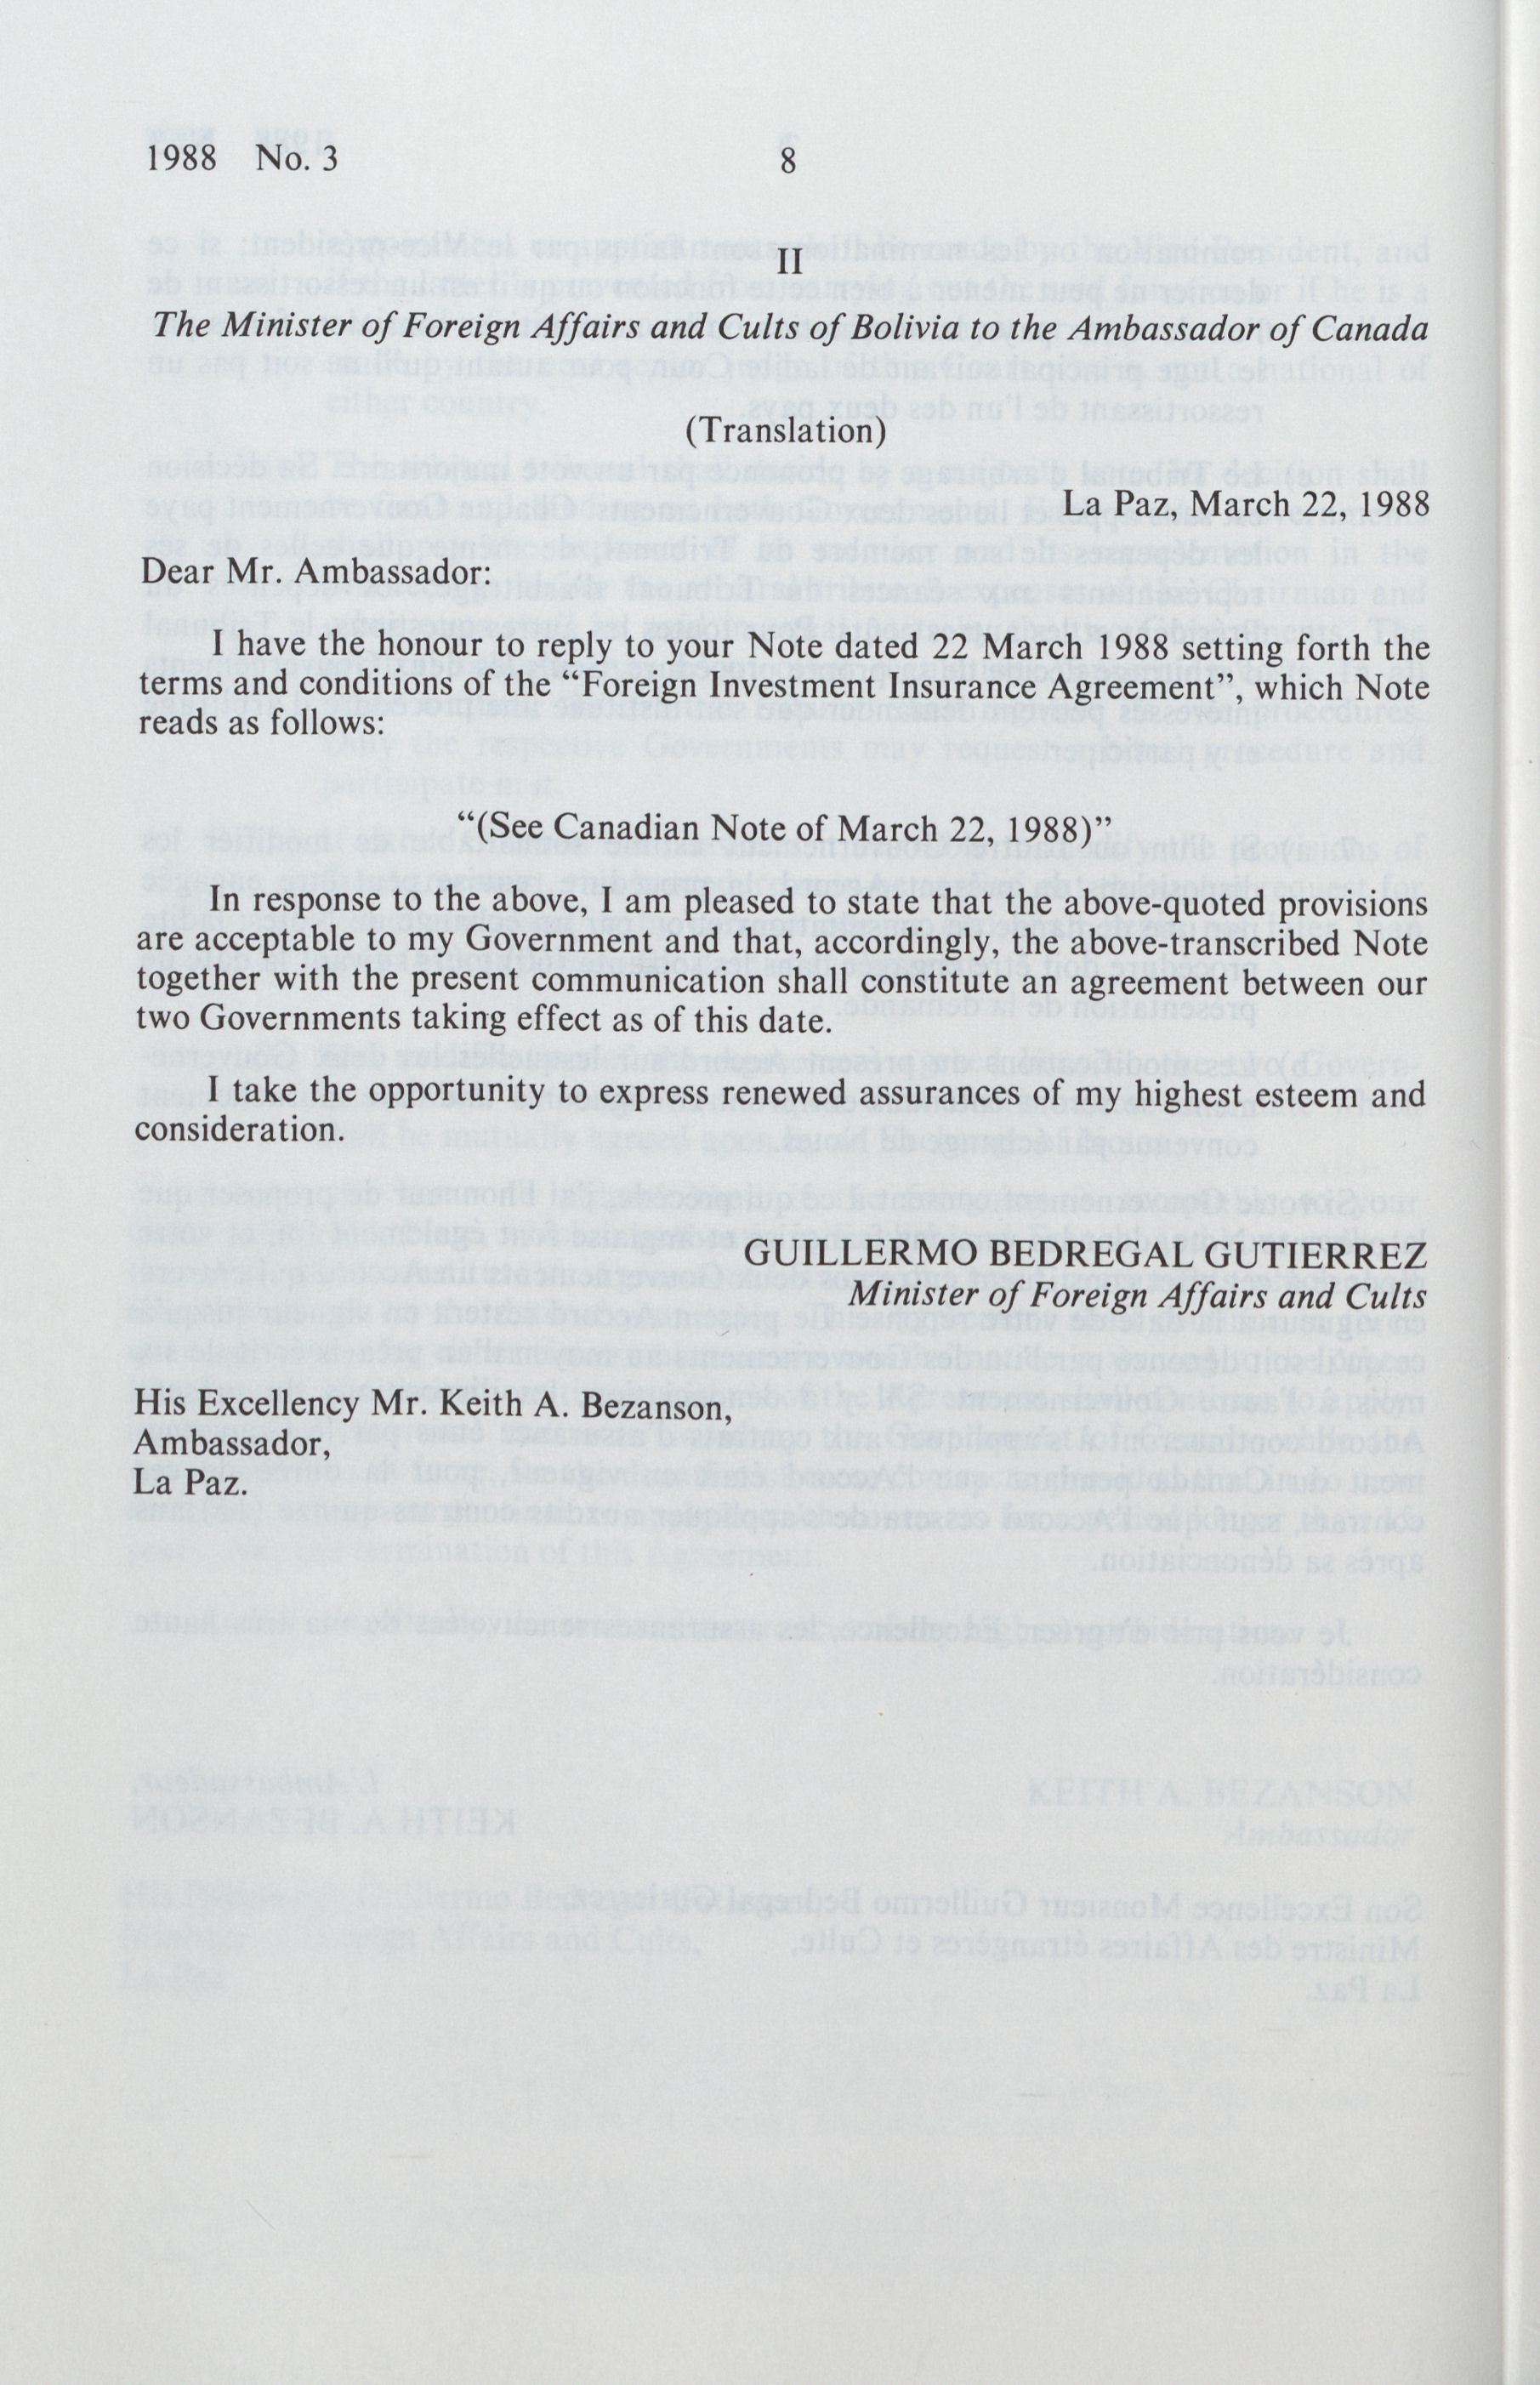 1988 No. 3
8
II
The Minister of Foreign Affairs and Cults of Bolivia to the Ambassador of Canada
(Translation)
La Paz, March 22, 1988
Dear Mr. Ambassador:
I have the honour to reply to your Note dated 22 March 1988 setting forth the
terms and conditions of the “Foreign Investment Insurance Agreement”, which Note
reads as follows:
“(See Canadian Note of March 22, 1988)”
In response to the above, I am pleased to state that the above-quoted provisions
are acceptable to my Government and that, accordingly, the above-transcribed Note
together with the present communication shall constitute an agreement between our
two Governments taking effect as of this date.
I take the opportunity to express renewed assurances of my highest esteem and
consideration.
GUILLERMO BEDREGAL GUTIERREZ
Minister of Foreign Affairs and Cults
His Excellency Mr. Keith A. Bezanson,
Ambassador,
La Paz.